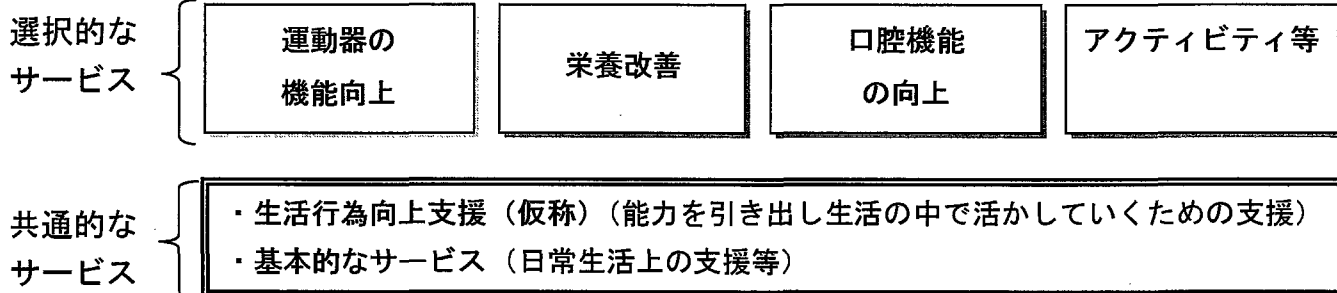 選択的な
サービス
運動器の
機能向上
栄養改善
口腔機能
の向上
アクティビティ等
共通的な
サービス
・生活行為向上支援（仮称）（能力を引き出し生活の中で活かしていくための支援）
・基本的なサービス（日常生活上の支援等）